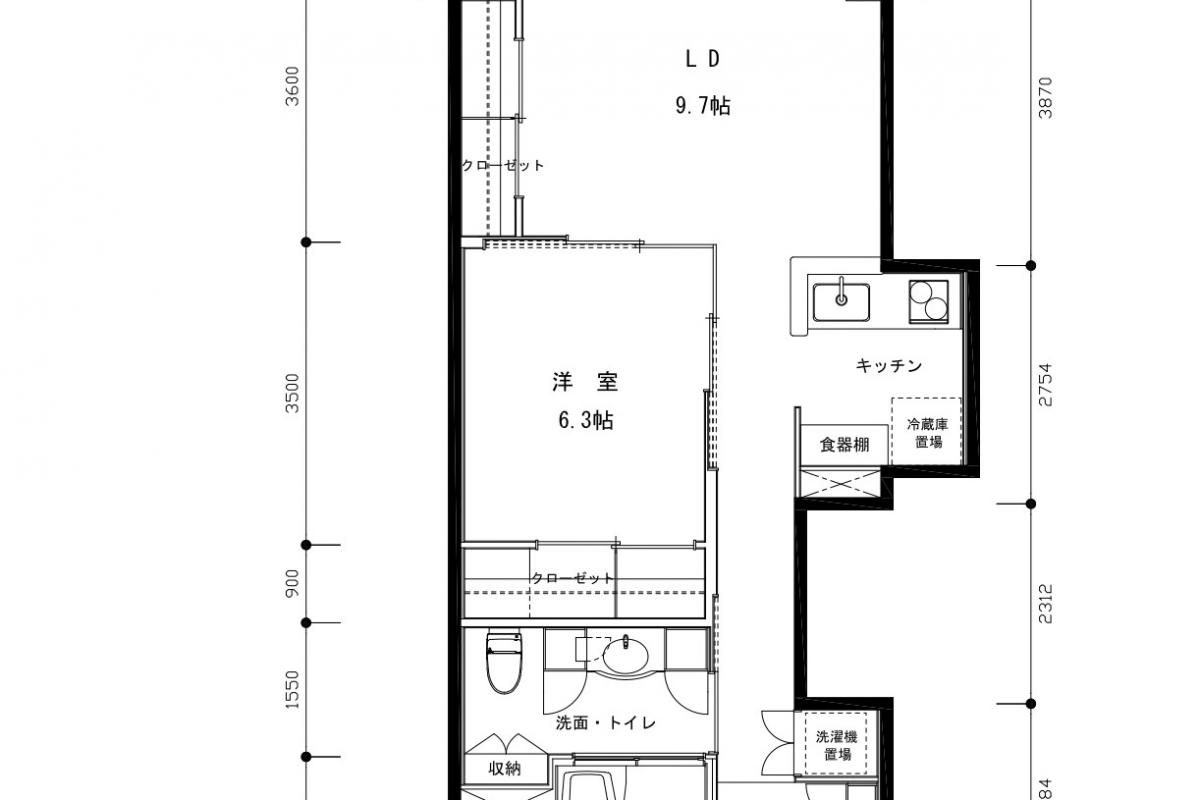 L D
9.7帖
3600
3870
クローゼット
洋 室
6.3帖
3500
キッチン
2754
冷蔵庫
置場
食器棚
900
クローゼット
2312
1550
洗面・トイレ
洗濯機
置場
収納
84